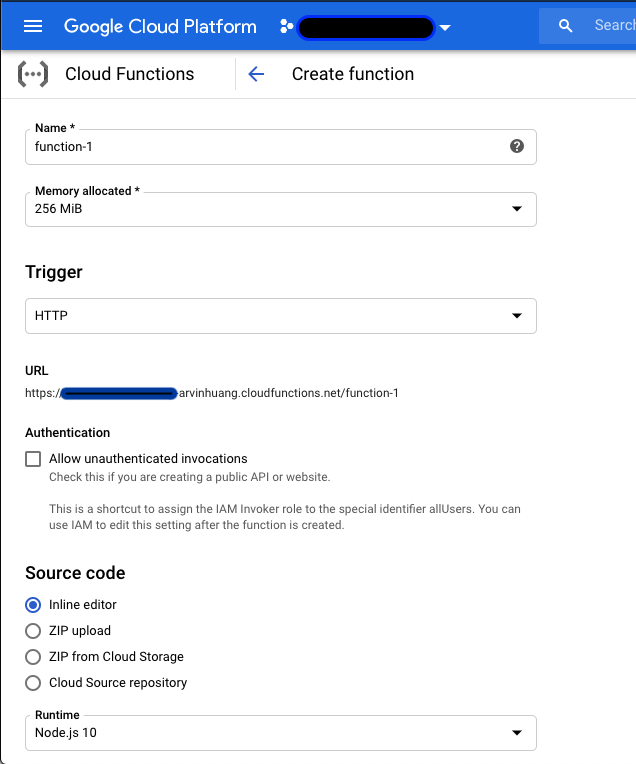 Google Cloud Platform
Search
Cloud Functions
Create function
Name *
function-1
Memory allocated *
256 MiB
Trigger
HTTP
URL
https:/ -arvinhuang.cloudfunctions.net/function-1
Authentication
Allow unauthenticated invocations
Check this if you are creating a public API or website.
This is a shortcut to assign the IAM Invoker role to the special identifier allUsers. You can
use IAM to edit this setting after the function is created.
Source code
Inline editor
ZIP upload
ZIP from Cloud Storage
Cloud Source repository
Runtime
Node.js 10